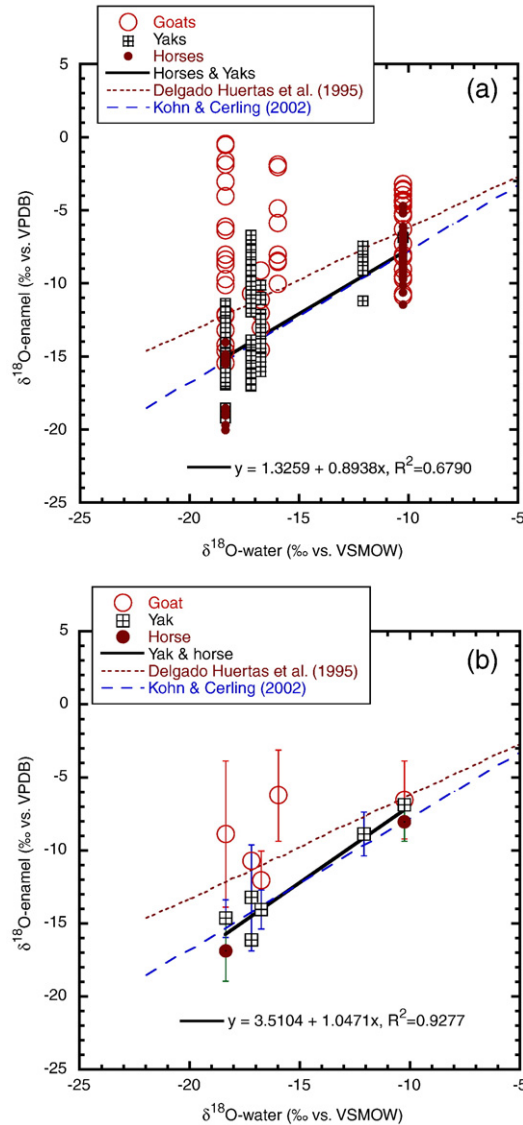 Goats
Yaks
Horses
Horses & Yaks
Delgado Huertas et al. (1995)
Kohn & Cerling (2002)
(a)
5
0
-5
-10
-15
-20
-25
δ¹⁸O-enamel (‰ vs. VPDB)
y = 1.3259 + 0.8938x, R²=0.6790
-25 -20 -15 -10 -5
δ¹⁸O-water (‰ vs. VSMOW)
Goat
Yak
Horse
Yak & horse
Delgado Huertas et al. (1995)
Kohn & Cerling (2002)
(b)
5
0
-5
-10
-15
-20
-25
δ¹⁸O-enamel (‰ vs. VPDB)
y = 3.5104 + 1.0471x, R²=0.9277
-25 -20 -15 -10 -5
δ¹⁸O-water (‰ vs. VSMOW)